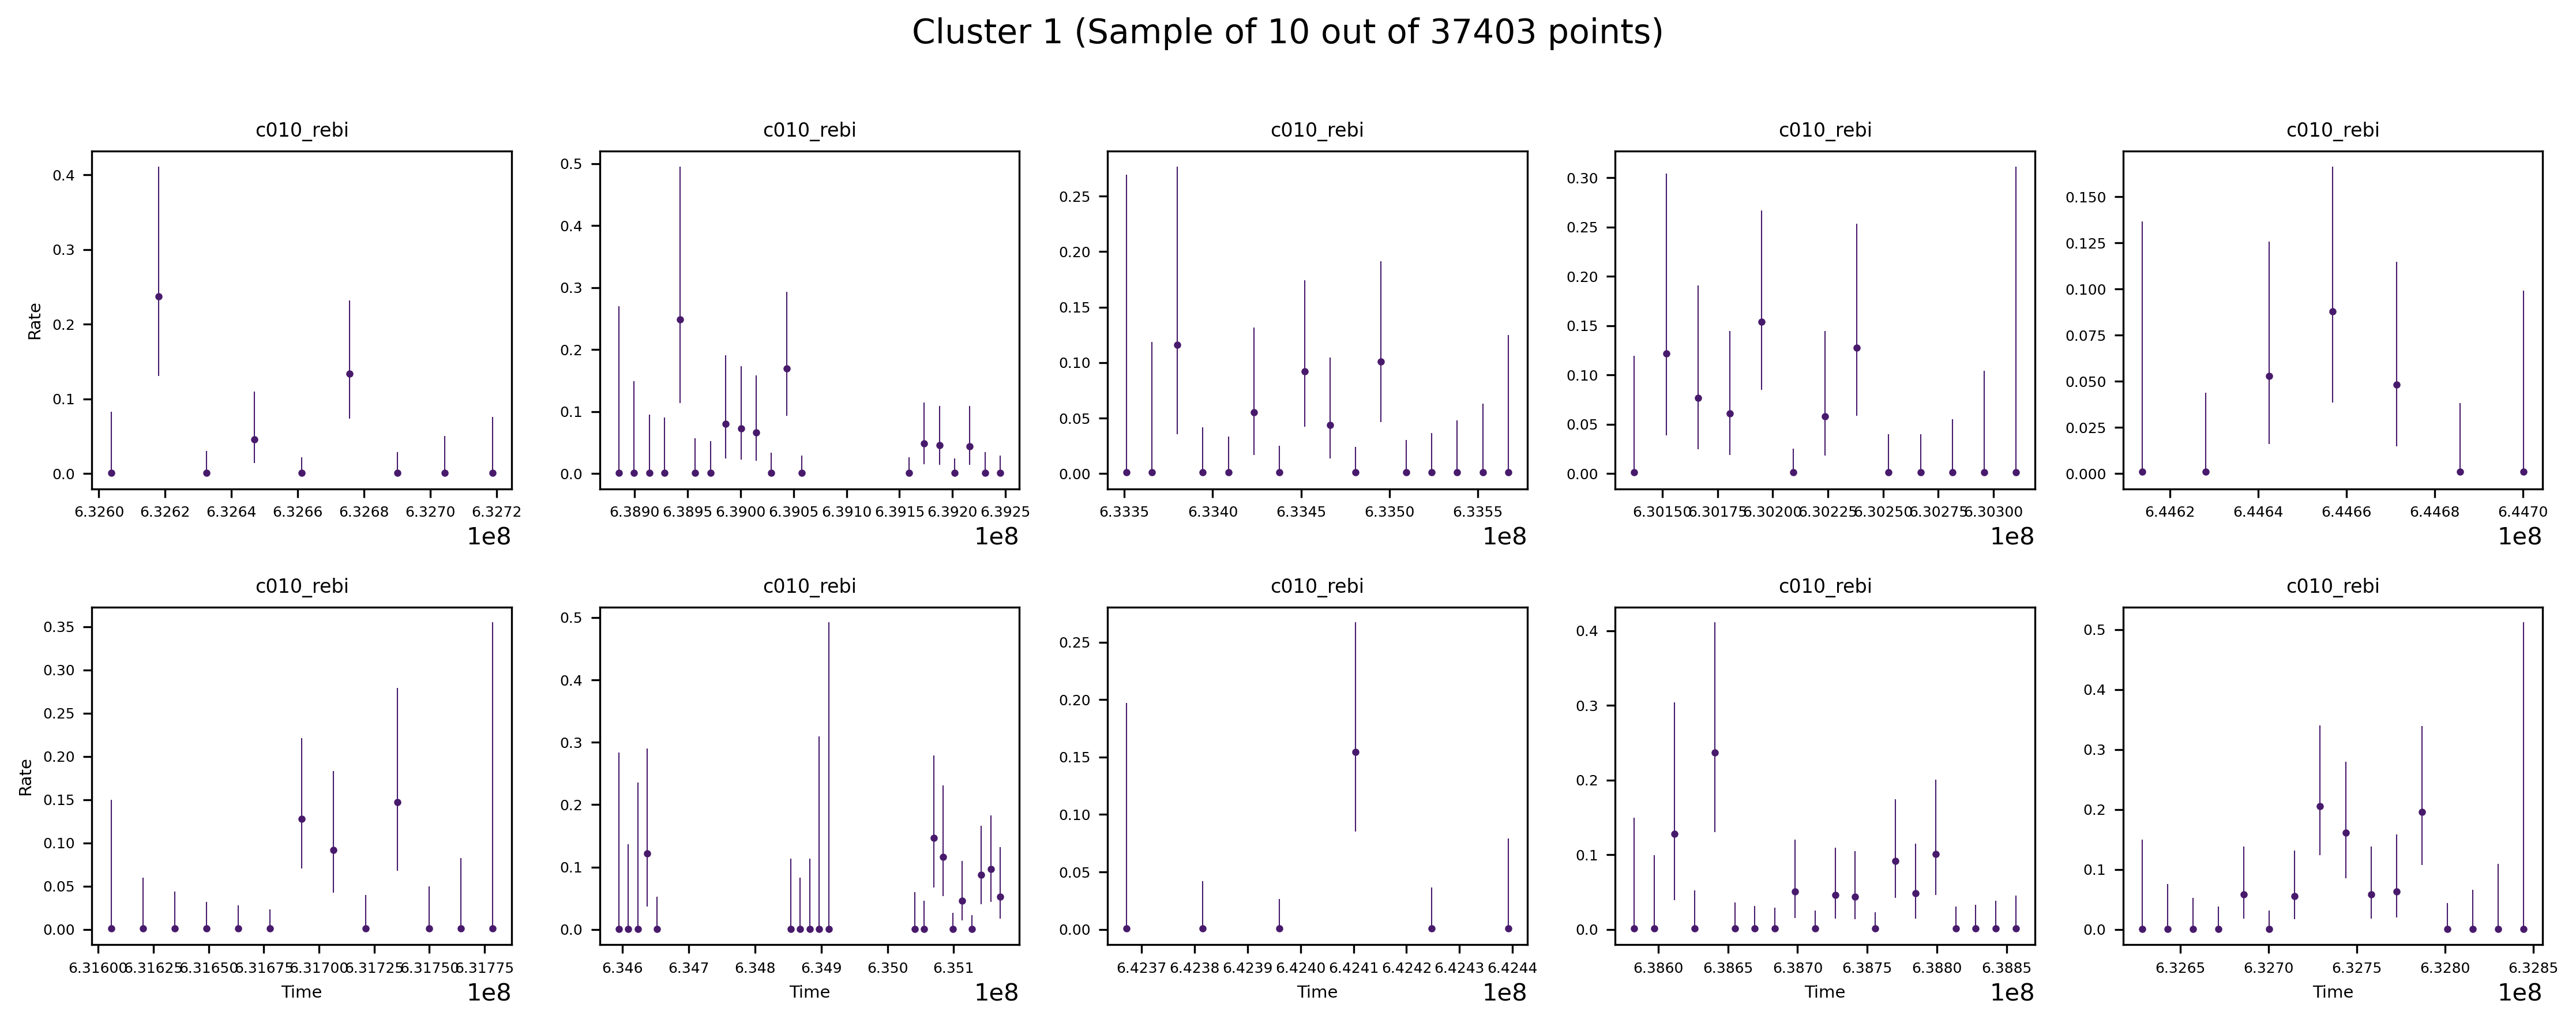 Cluster 1 (Sample of 10 out of 37403 points)
c010_rebi c010_rebi c010_rebi c010_rebi c010_rebi
Rate
0.4
0.3
0.2
0.1
0.0
6.3260 6.3262 6.3264 6.3266 6.3268 6.3270 6.3272
1e8
0.5
0.4
0.3
0.2
0.1
0.0
6.3890 6.3895 6.3900 6.3905 6.3910 6.3915 6.3920 6.3925
1e8
0.25
0.20
0.15
0.10
0.05
0.00
6.3335 6.3340 6.3345 6.3350 6.3355
1e8
0.30
0.25
0.20
0.15
0.10
0.05
0.00
6.30150 6.30175 6.30200 6.30225 6.30250 6.30275 6.30300
1e8
0.150
0.125
0.100
0.075
0.050
0.025
0.000
6.4462 6.4464 6.4466 6.4468 6.4470
1e8
c010_rebi c010_rebi c010_rebi c010_rebi c010_rebi
Rate
0.35
0.30
0.25
0.20
0.15
0.10
0.05
0.00
6.31600 6.31625 6.31650 6.31675 6.31700 6.31725 6.31750 6.31775
Time 1e8
0.5
0.4
0.3
0.2
0.1
0.0
6.346 6.347 6.348 6.349 6.350 6.351
Time 1e8
0.25
0.20
0.15
0.10
0.05
0.00
6.4237 6.4238 6.4239 6.4240 6.4241 6.4242 6.4243 6.4244
Time 1e8
0.4
0.3
0.2
0.1
0.0
6.3860 6.3865 6.3870 6.3875 6.3880 6.3885
Time 1e8
0.5
0.4
0.3
0.2
0.1
0.0
6.3265 6.3270 6.3275 6.3280 6.3285
Time 1e8